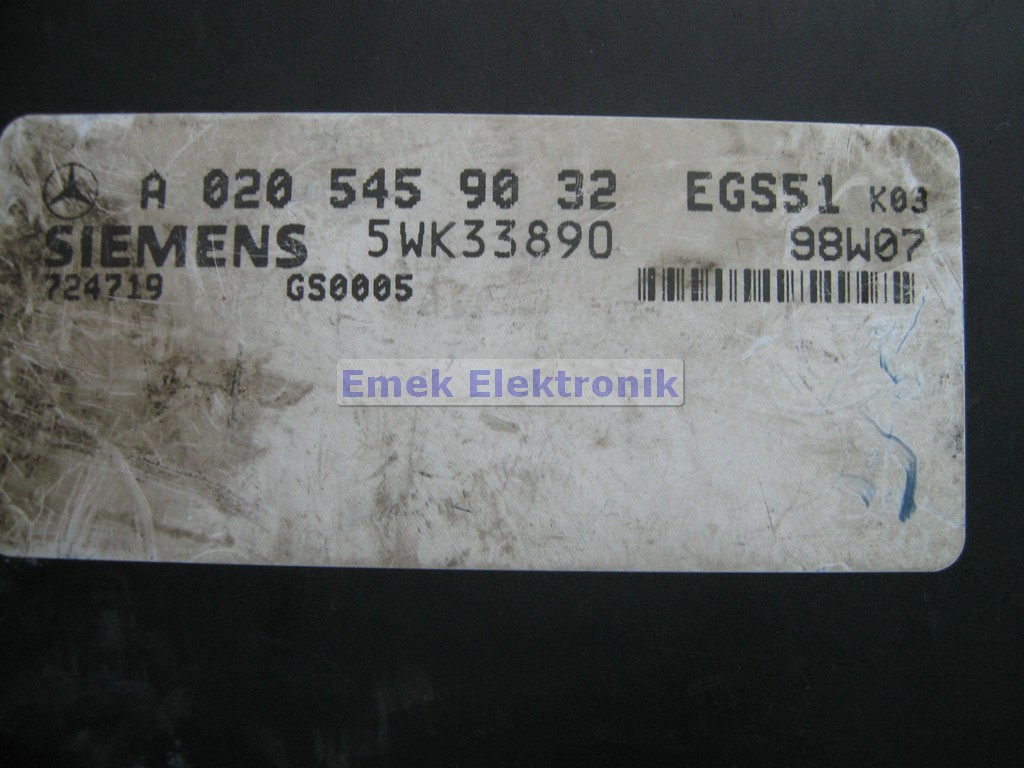 A 020 545 90 32 EGS51 K03
SIEMENS 5WK33890 98W07
724719 GS0005
Emek Elektronik